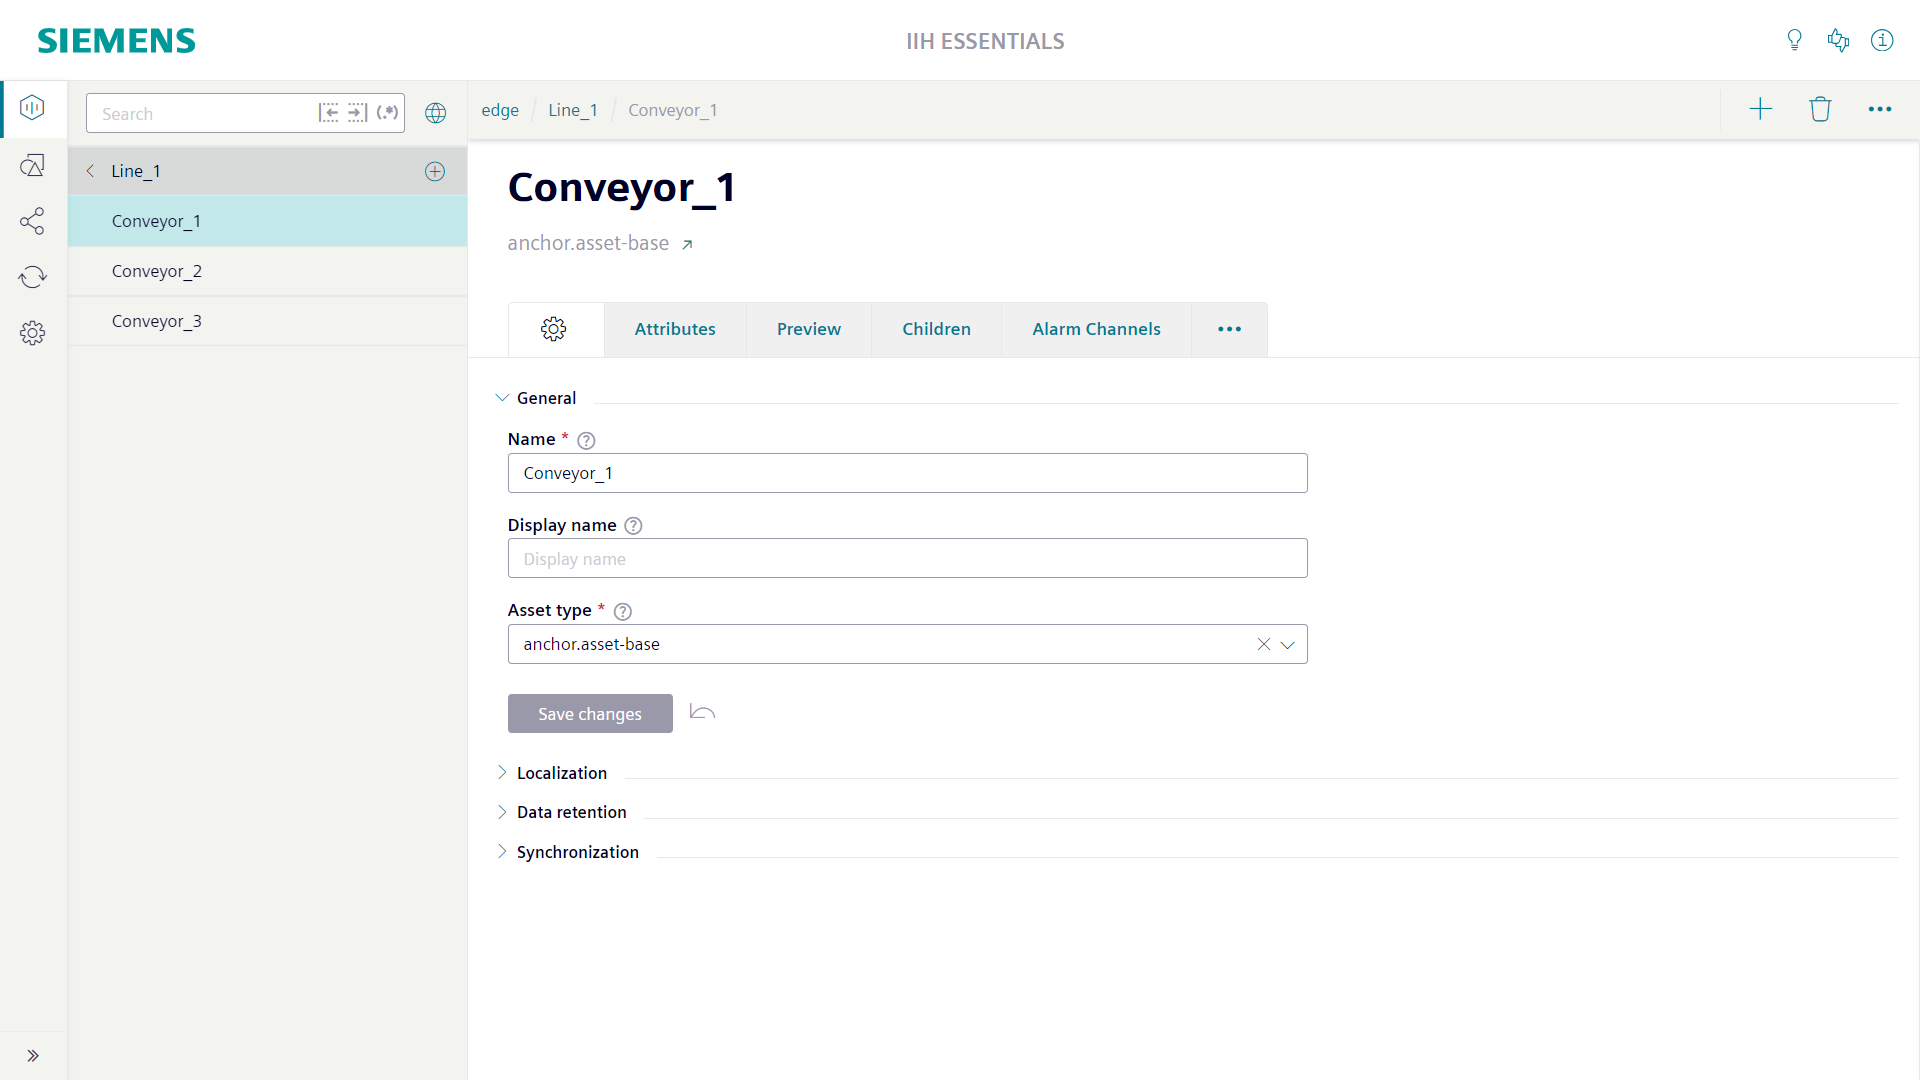 SIEMENS
IIH ESSENTIALS
Search
(.*)
edge
Line_1
Conveyor_1
Line_1
Conveyor_1
Conveyor_2
Conveyor_3
Conveyor_1
anchor.asset-base
Attributes
Preview
Children
Alarm Channels
General
Name *
Conveyor_1
Display name
Display name
Asset type *
anchor.asset-base
Save changes
Localization
Data retention
Synchronization